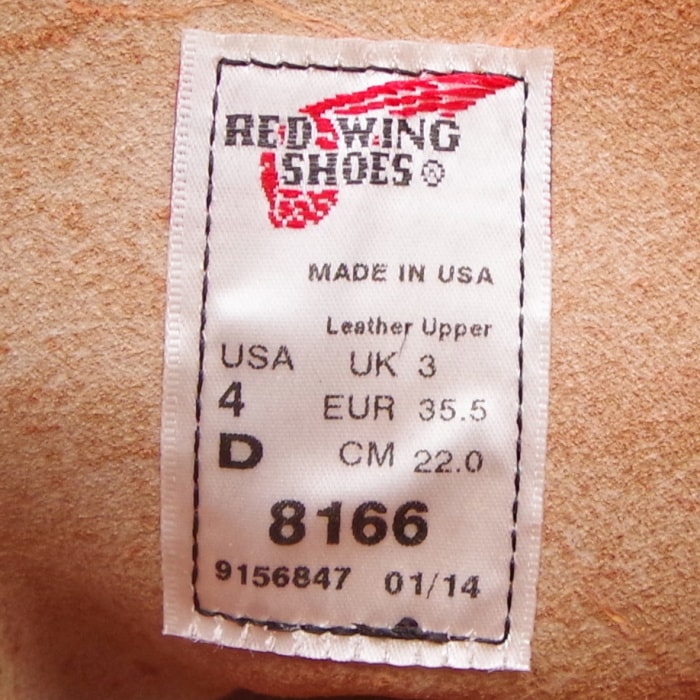 RED WING
SHOES ®
MADE IN USA
Leather Upper
USA UK 3
4 EUR 35.5
D CM 22.0
8166
9156847 01/14